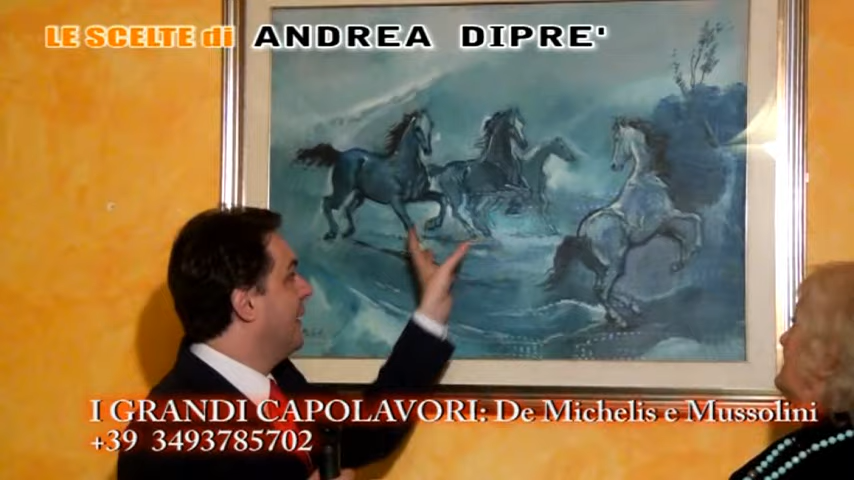 LE SCELTE di ANDREA DIPRE'
I GRANDI CAPOLAVORI: De Michelis e Mussolini
+39 3493785702